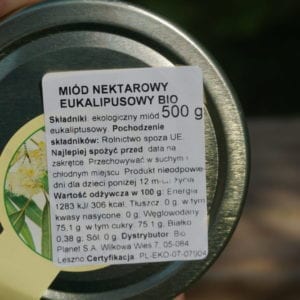 MIÓD NEKTAROWY
EUKALIPUSOWY BIO
500 g
Składniki: ekologiczny miód
eukaliptusowy. Pochodzenie
składników: Rolnictwo spoza UE.
Najlepiej spożyć przed: data na
zakrętce. Przechowywać w suchym i
chłodnym miejscu. Produkt nieodpowie
dni dla dzieci poniżej 12 m-cy życia
Wartość odżywcza w 100 g: Energia
1283 kJ/306 kcal, Tłuszcz: 0 g, w tym
kwasy nasycone: 0 g, Węglowodany
75,1 g, w tym cukry: 75,1 g, Białko
0,38 g, Sól: 0 g. Dystrybutor: Bio
Planet S.A. Wilkowa Wieś 7, 05-084
Leszno Certyfikacja: PL-EKO-07-07904